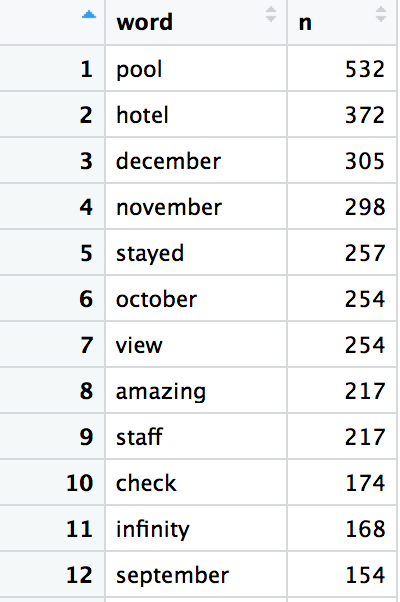 word n
1 pool 532
2 hotel 372
3 december 305
4 november 298
5 stayed 257
6 october 254
7 view 254
8 amazing 217
9 staff 217
10 check 174
11 infinity 168
12 september 154